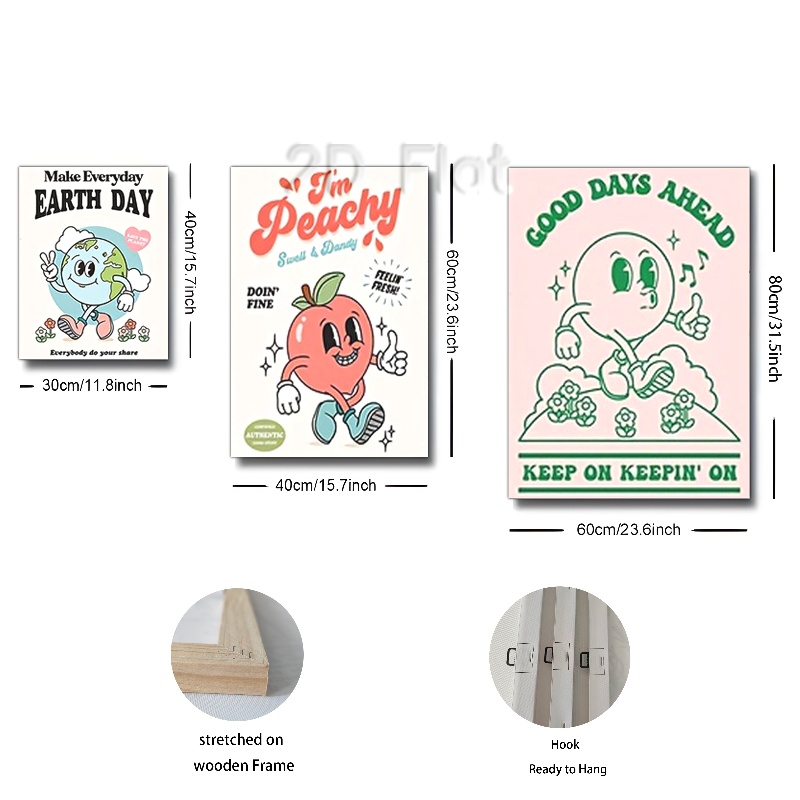 2D Flat
Make Everyday
EARTH DAY
Everybody do your share
40cm/15.7inch
30cm/11.8inch
I'm
Peachy
Swell & Dandy
DOIN'
FINE
FEELIN'
FRESH!
AUTHENTIC
60cm/23.6inch
40cm/15.7inch
GOOD DAYS AHEAD
KEEP ON KEEPIN' ON
80cm/31.5inch
60cm/23.6inch
stretched on
wooden Frame
Hook
Ready to Hang